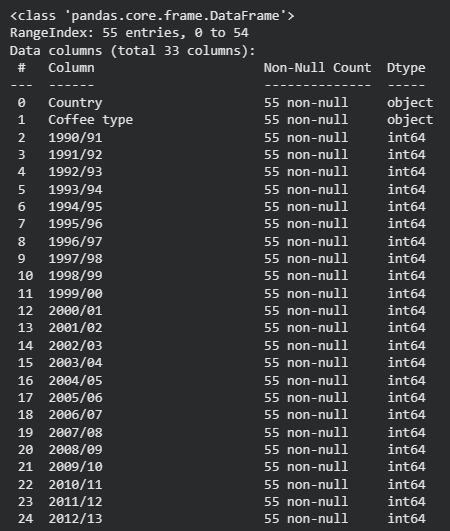 <class 'pandas.core.frame.DataFrame'>
RangeIndex: 55 entries, 0 to 54
Data columns (total 33 columns):
 #   Column                       Non-Null Count  Dtype
---  ------                       --------------  -----
 0   Country                      55 non-null     object
 1   Coffee type                  55 non-null     object
 2   1990/91                      55 non-null     int64
 3   1991/92                      55 non-null     int64
 4   1992/93                      55 non-null     int64
 5   1993/94                      55 non-null     int64
 6   1994/95                      55 non-null     int64
 7   1995/96                      55 non-null     int64
 8   1996/97                      55 non-null     int64
 9   1997/98                      55 non-null     int64
 10  1998/99                      55 non-null     int64
 11  1999/00                      55 non-null     int64
 12  2000/01                      55 non-null     int64
 13  2001/02                      55 non-null     int64
 14  2002/03                      55 non-null     int64
 15  2003/04                      55 non-null     int64
 16  2004/05                      55 non-null     int64
 17  2005/06                      55 non-null     int64
 18  2006/07                      55 non-null     int64
 19  2007/08                      55 non-null     int64
 20  2008/09                      55 non-null     int64
 21  2009/10                      55 non-null     int64
 22  2010/11                      55 non-null     int64
 23  2011/12                      55 non-null     int64
 24  2012/13                      55 non-null     int64